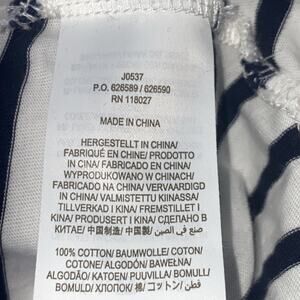 J0537
P.O. 626589 / 626590
RN 118027
MADE IN CHINA
HERGESTELLT IN CHINA/
FABRIQUÉ EN CHINE/ PRODOTTO
IN CINA/ FABRICADO EN CHINA/
WYPRODUKOWANO W CHINACH/
FABRICADO NA CHINA/ VERVAARDIGD
IN CHINA/ VALMISTETTU KIINASSA/
TILLVERKAD I KINA/ FREMSTILLET I
KINA/ PRODUSERT I KINA/ СДЕЛАНО В
КИТАЕ/ 中国制造/ 中国製/ صنع في الصين/
100% COTTON/ BAUMWOLLE/ COTON/
COTONE/ ALGODÓN/ BAWEŁNA/
ALGODÃO/ KATOEN/ PUUVILLA/ BOMULL/
BOMULD/ ХЛОПОК/ 棉/ コットン/ قطن